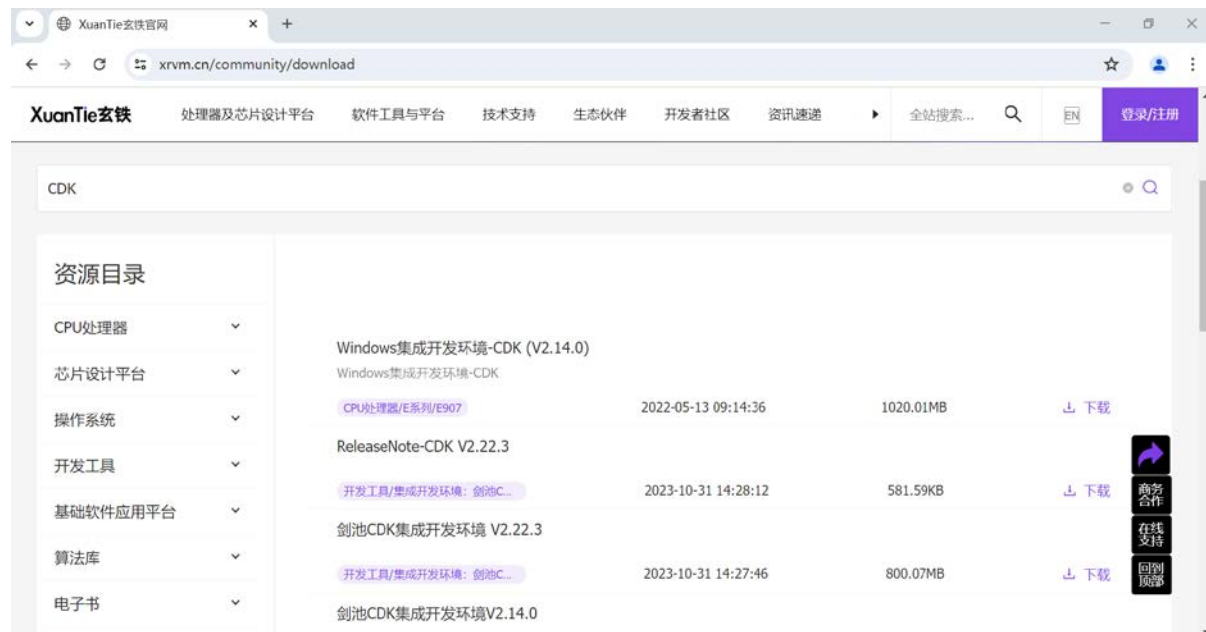 XuanTie玄铁官网
xrvm.cn/community/download
XuanTie玄铁 处理器及芯片设计平台 软件工具与平台 技术支持 生态伙伴 开发者社区 资讯速递 全站搜索... EN 登录/注册
CDK
资源目录
CPU处理器
芯片设计平台
操作系统
开发工具
基础软件应用平台
算法库
电子书
Windows集成开发环境-CDK (V2.14.0)
Windows集成开发环境-CDK
CPU处理器/E系列/E907 2022-05-13 09:14:36 1020.01MB 下载
ReleaseNote-CDK V2.22.3
开发工具/集成开发环境：剑池C... 2023-10-31 14:28:12 581.59KB 下载
剑池CDK集成开发环境 V2.22.3
开发工具/集成开发环境：剑池C... 2023-10-31 14:27:46 800.07MB 下载
剑池CDK集成开发环境V2.14.0
商务
合作
在线
支持
回到
顶部